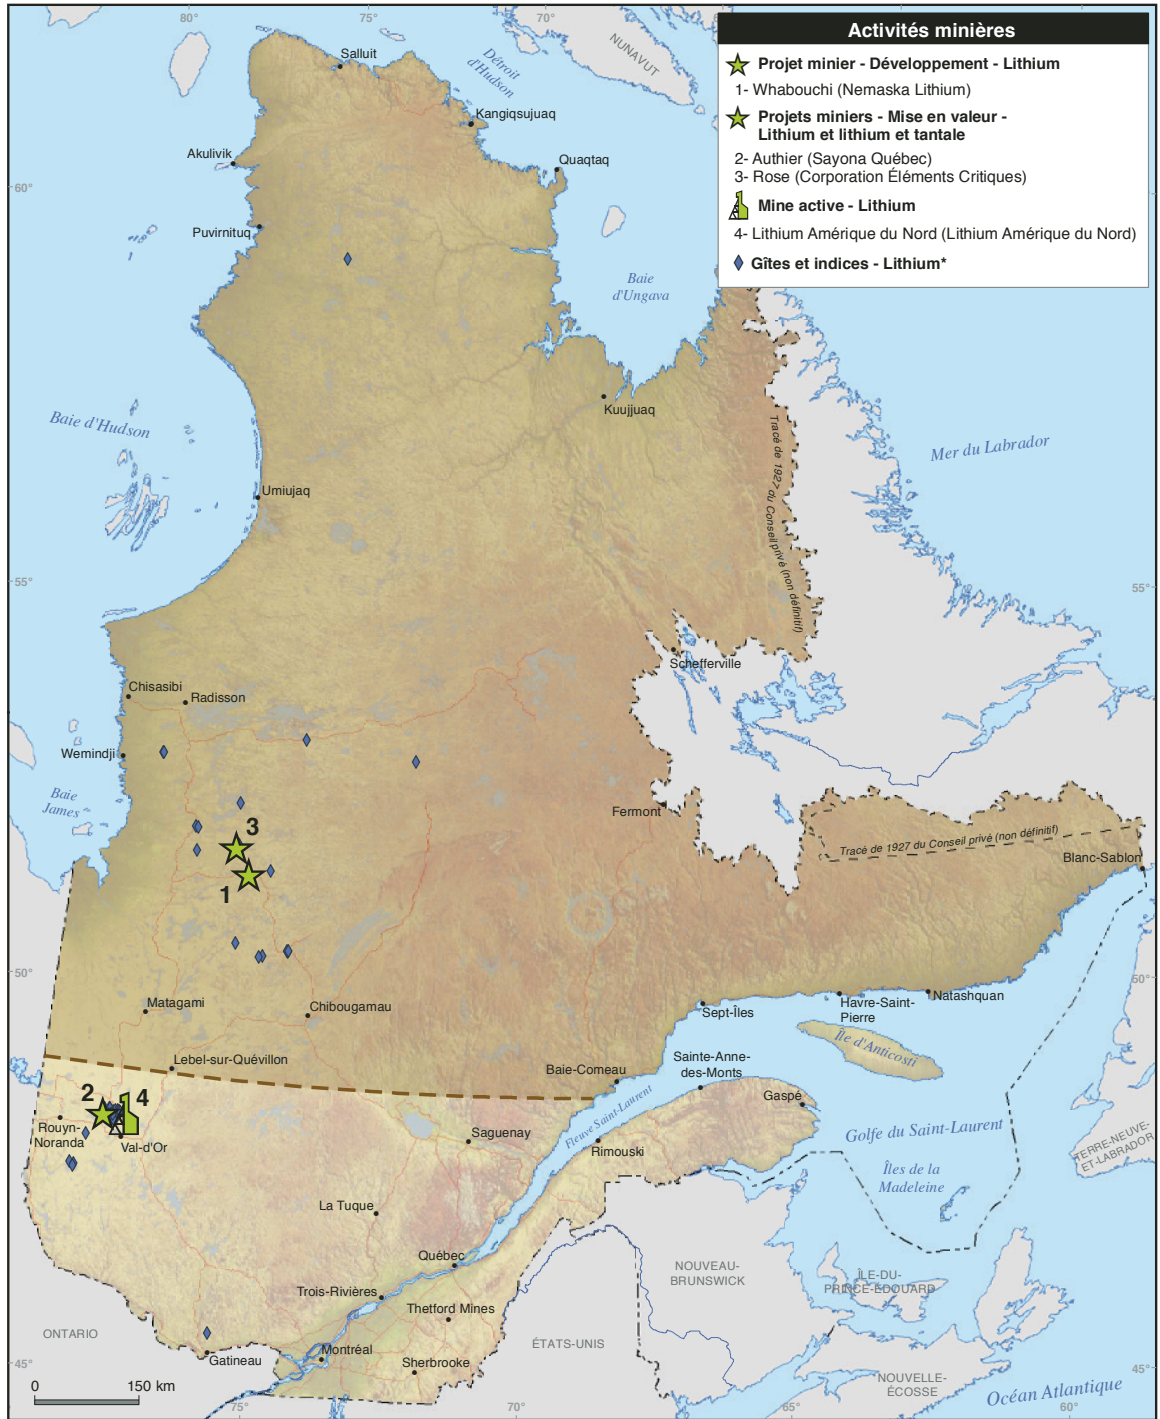 80°
75°
70°
Activités minières
Projet minier - Développement - Lithium
1- Whabouchi (Nemaska Lithium)
Projets miniers - Mise en valeur -
Lithium et lithium et tantale
2- Authier (Sayona Québec)
3- Rose (Corporation Éléments Critiques)
Mine active - Lithium
4- Lithium Amérique du Nord (Lithium Amérique du Nord)
Gîtes et indices - Lithium*
NUNAVUT
Salluit
Détroit
d'Hudson
Kangiqsujuaq
Akulivik
Quaqtaq
60°
Puvirnituq
Baie
d'Ungava
Kuujjuaq
Baie d'Hudson
Mer du Labrador
Tracé de 1927 du Conseil privé (non définitif)
Umiujaq
55°
55°
Schefferville
Chisasibi
Radisson
Wemindji
Baie
James
Fermont
3
1
Tracé de 1927 du Conseil privé (non définitif)
Blanc-Sablon
50°
50°
Matagami
Chibougamau
Sept-Îles
Havre-Saint-
Pierre
Natashquan
Île d'Anticosti
Lebel-sur-Quévillon
Baie-Comeau
Sainte-Anne-
des-Monts
Gaspé
2
4
Rouyn-
Noranda
Val-d'Or
Saguenay
Fleuve Saint-Laurent
Rimouski
Golfe du Saint-Laurent
TERRE-NEUVE-
ET-LABRADOR
Îles de la
Madeleine
La Tuque
Québec
NOUVEAU-
BRUNSWICK
ÎLE-DU-
PRINCE-ÉDOUARD
Trois-Rivières
Thetford Mines
ONTARIO
ÉTATS-UNIS
Gatineau
Montréal
Sherbrooke
45°
45°
NOUVELLE-
ÉCOSSE
Océan Atlantique
0
150 km
75°
70°
65°
60°